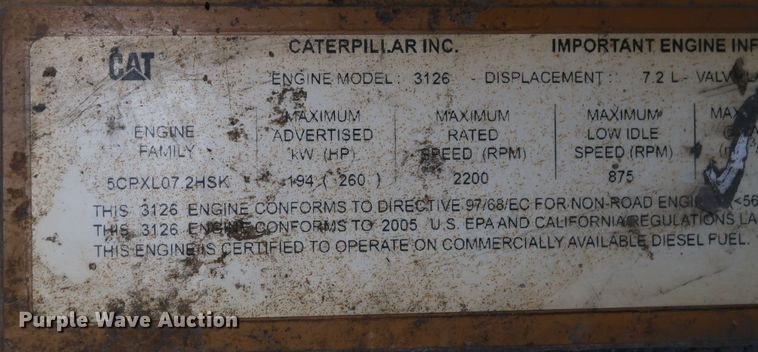 CAT
CATERPILLAR INC. IMPORTANT ENGINE INF
ENGINE MODEL: 3126 - DISPLACEMENT: 7.2 L -
ENGINE FAMILY
MAXIMUM ADVERTISED kW (HP)
MAXIMUM RATED SPEED (RPM)
MAXIMUM LOW IDLE SPEED (RPM)
5CPXL07.2HSK 194 ( 260 ) 2200 875
THIS 3126 ENGINE CONFORMS TO DIRECTIVE 97/68/EC FOR NON-ROAD <56
THIS 3126 ENGINE CONFORMS TO 2005 U.S. EPA AND CALIFORNIA REGULATIONS LA
THIS ENGINE IS CERTIFIED TO OPERATE ON COMMERCIALLY AVAILABLE DIESEL FUEL.
Purple Wave Auction